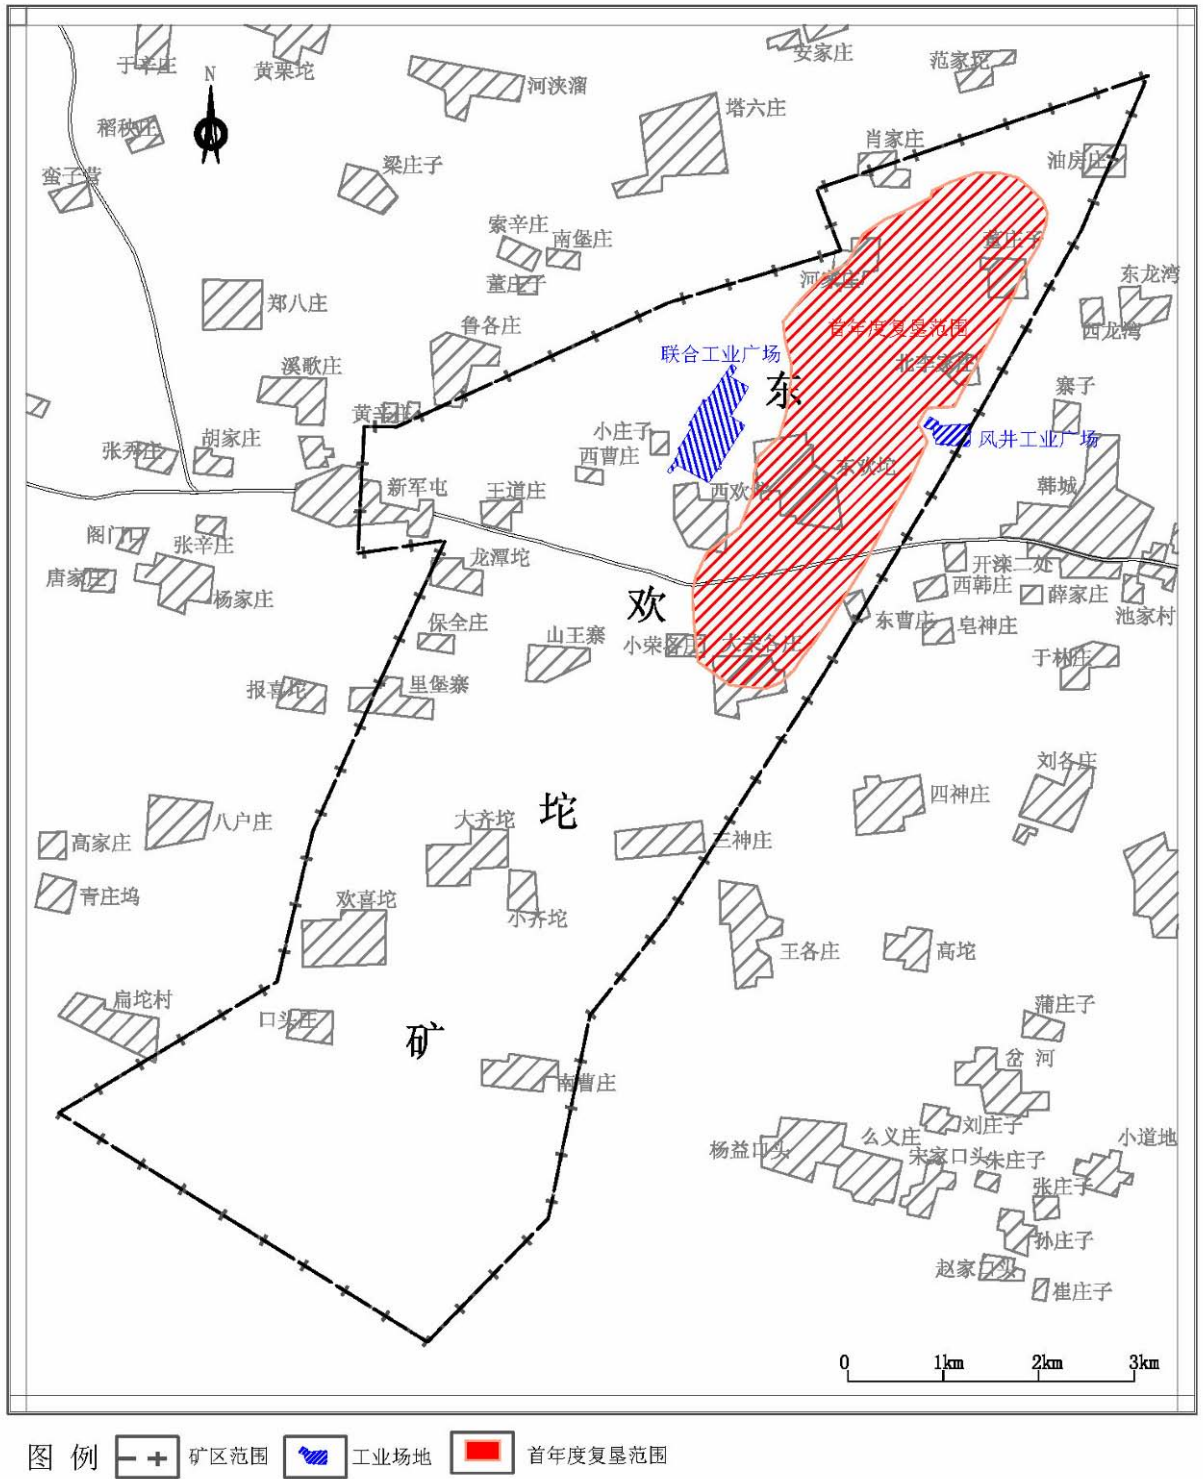 于辛庄
黄粟坨
河浃溜
安家庄
范家坨
N
塔六庄
稻秧庄
肖家庄
油房庄
蛮子营
梁庄子
索辛庄
南堡庄
董庄子
董庄子
河家庄
东龙湾
西龙湾
郑八庄
鲁各庄
首年度复垦范围
联合工业广场
北李家庄
溪歌庄
东
寨子
黄辛庄
小庄子
风井工业广场
张秀庄
胡家庄
西曹庄
东欢坨
新军屯
王道庄
西欢坨
韩城
阁门口
张辛庄
龙潭坨
开滦二处
唐家庄
杨家庄
欢
西韩庄
薛家庄
池家村
保全庄
山王寨
小荣各庄
大荣各庄
东曹庄
皂神庄
于林庄
报喜坨
里堡寨
刘各庄
四神庄
坨
大齐坨
三神庄
八户庄
高家庄
青庄坞
欢喜坨
小齐坨
王各庄
高坨
扁坨村
口头庄
矿
蒲庄子
岔河
南曹庄
刘庄子
杨益口头
么义庄
宋家口头
朱庄子
小道地
张庄子
孙庄子
赵家口头
崔庄子
0 1km 2km 3km
图例 矿区范围 工业场地 首年度复垦范围